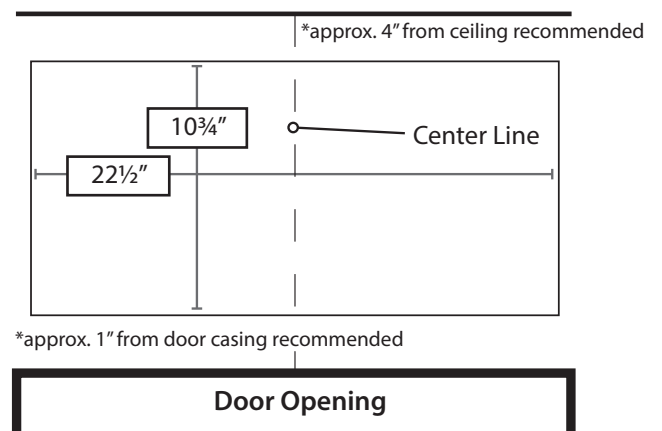 *approx. 4” from ceiling recommended
10¾”
Center Line
22½”
*approx. 1” from door casing recommended
Door Opening